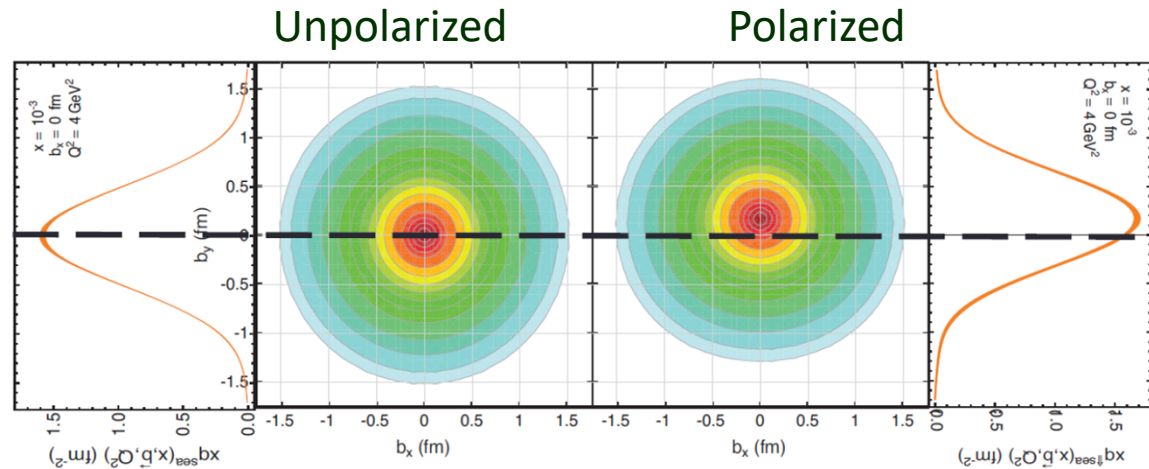 Unpolarized
Polarized
x = 10⁻³
bₓ = 0 fm
Q² = 4 GeV²
1.5
1.0
0.5
0.0
xqˢᵉᵃ(x,b⃗,Q²) (fm⁻²)
b_y (fm)
1.5
1
0.5
0
-0.5
-1
-1.5
-1.5
-1
-0.5
0
0.5
1
1.5
bₓ (fm)
-1.5
-1
-0.5
0
0.5
1
1.5
bₓ (fm)
x = 10⁻³
bₓ = 0 fm
Q² = 4 GeV²
0.0
0.5
1.0
1.5
xq^⇑sea(x,b⃗,Q²) (fm⁻²)